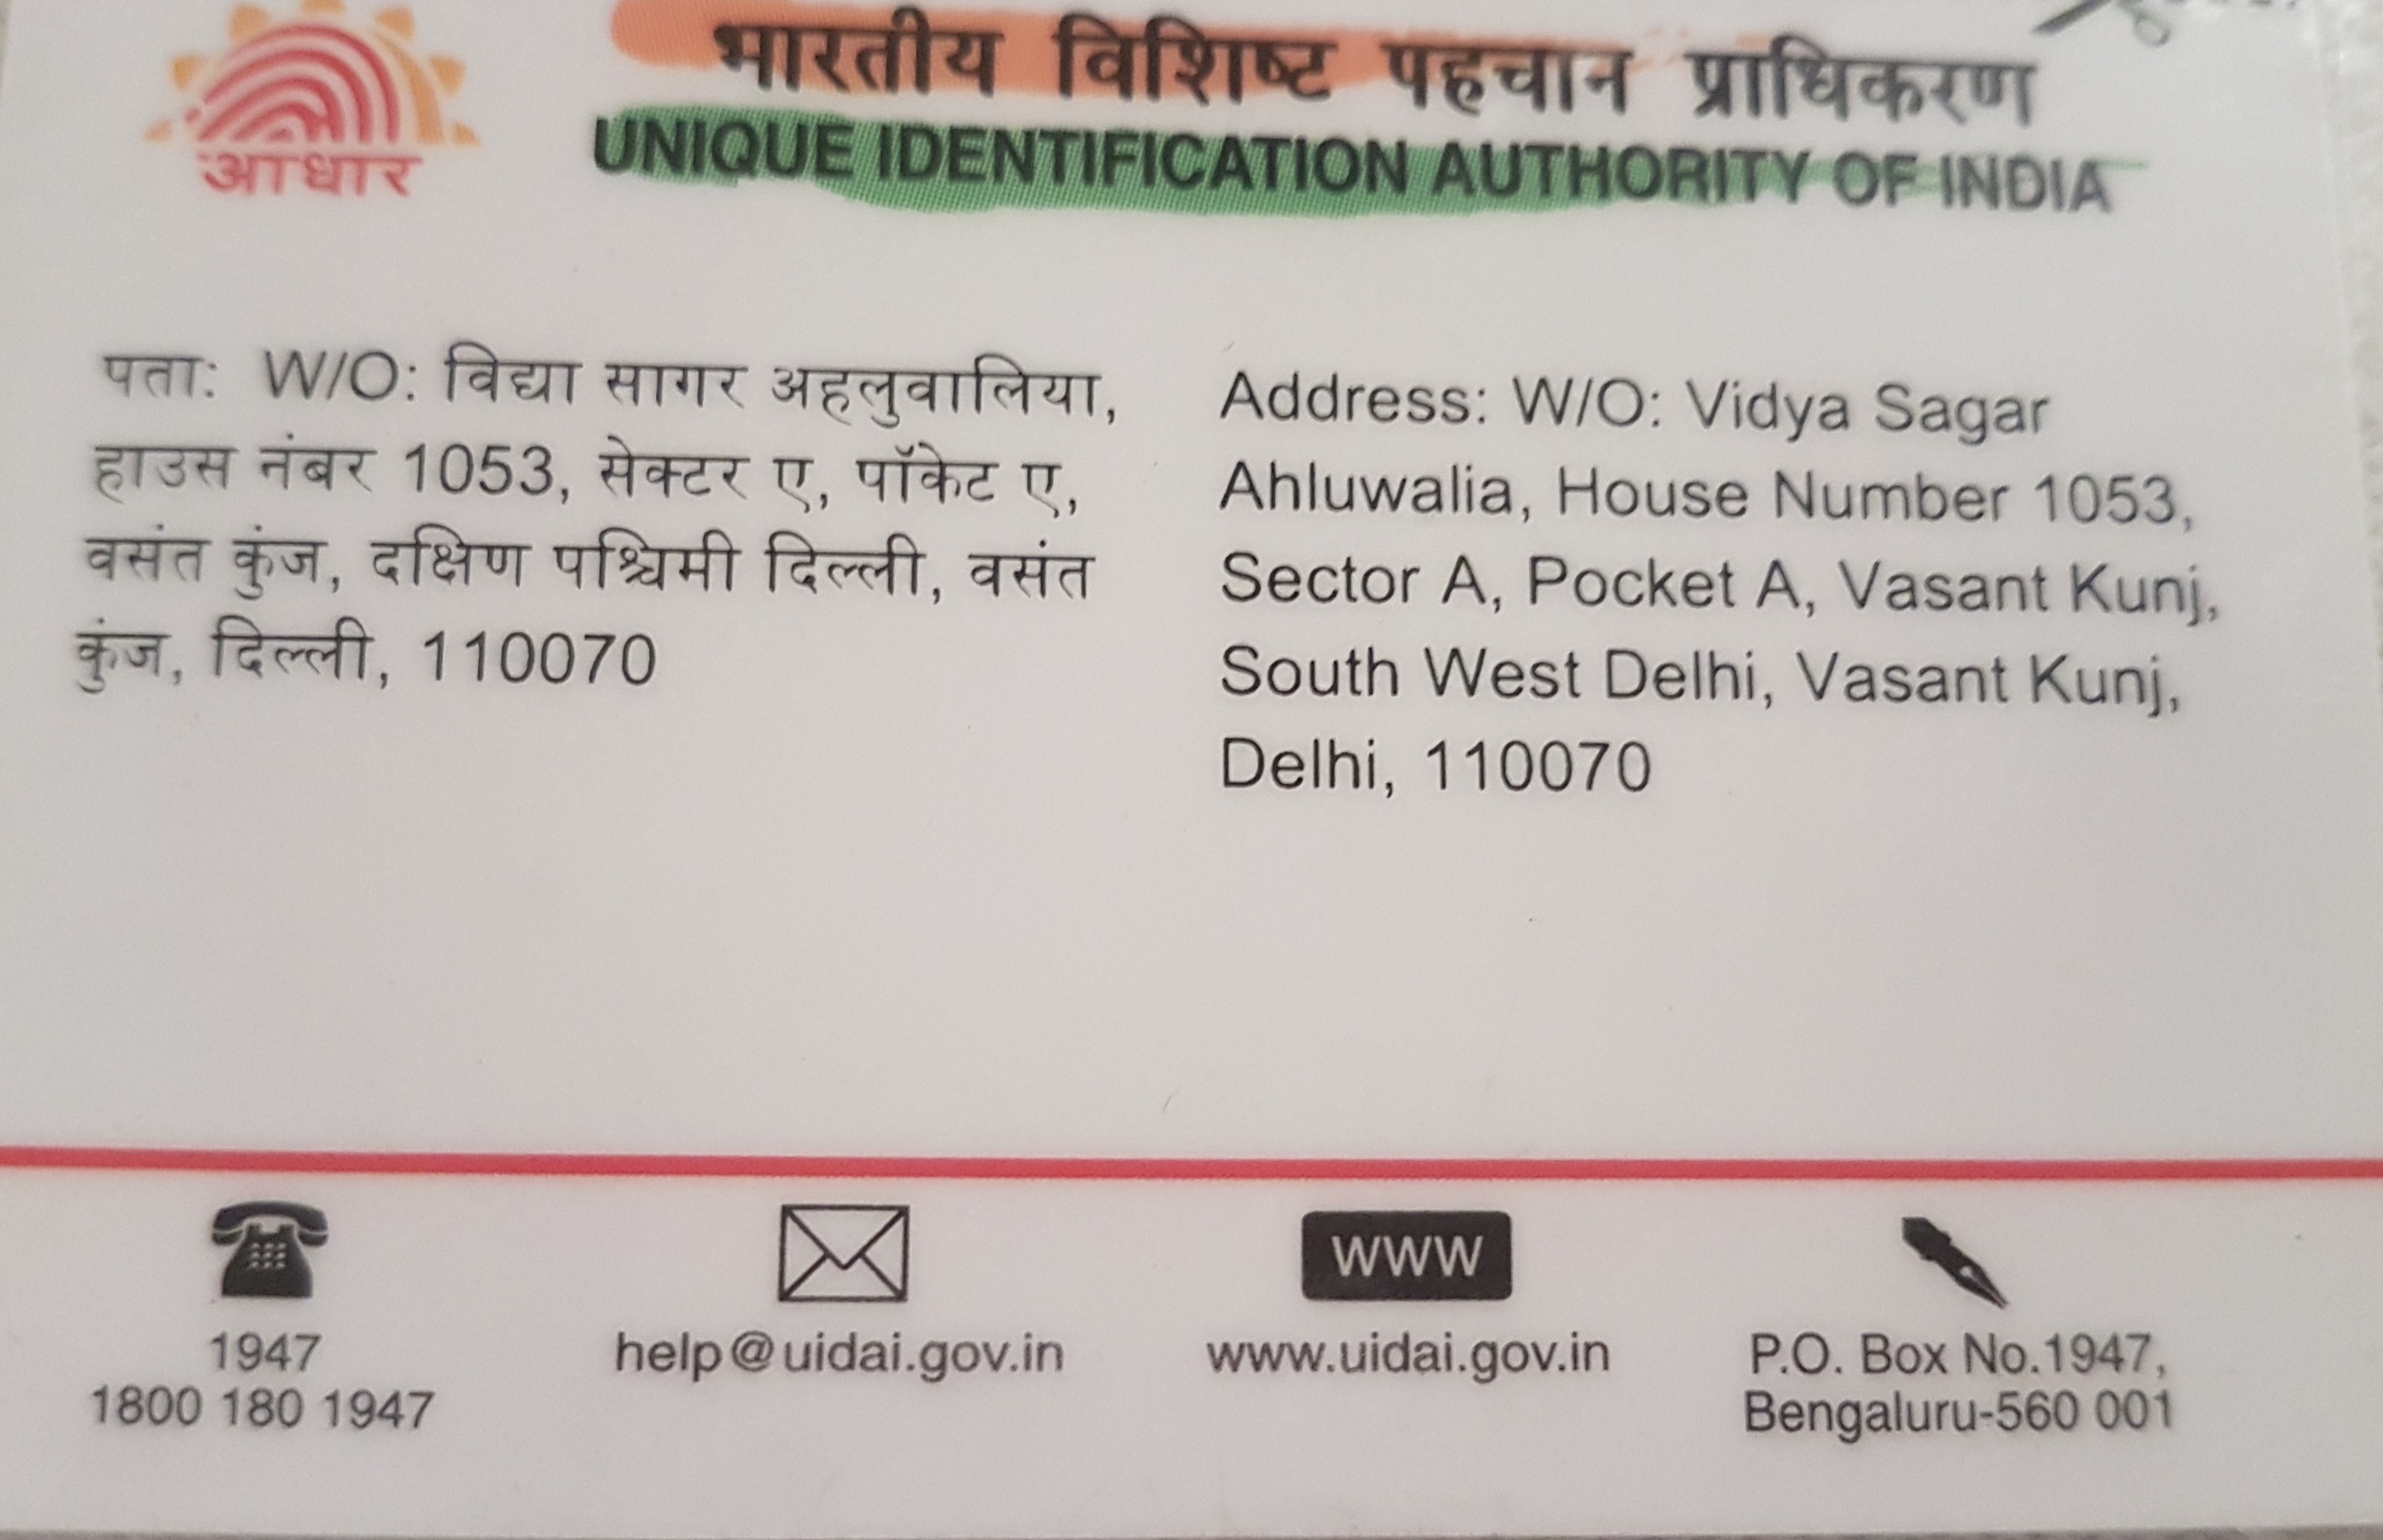 भारतीय विशिष्ट पहचान प्राधिकरण
UNIQUE IDENTIFICATION AUTHORITY OF INDIA
आधार
पता: W/O: विद्या सागर अहलुवालिया,
हाउस नंबर 1053, सेक्टर ए, पॉकेट ए,
वसंत कुंज, दक्षिण पश्चिमी दिल्ली, वसंत
कुंज, दिल्ली, 110070
Address: W/O: Vidya Sagar
Ahluwalia, House Number 1053,
Sector A, Pocket A, Vasant Kunj,
South West Delhi, Vasant Kunj,
Delhi, 110070
1947
1800 180 1947
help@uidai.gov.in
www
www.uidai.gov.in
P.O. Box No.1947,
Bengaluru-560 001